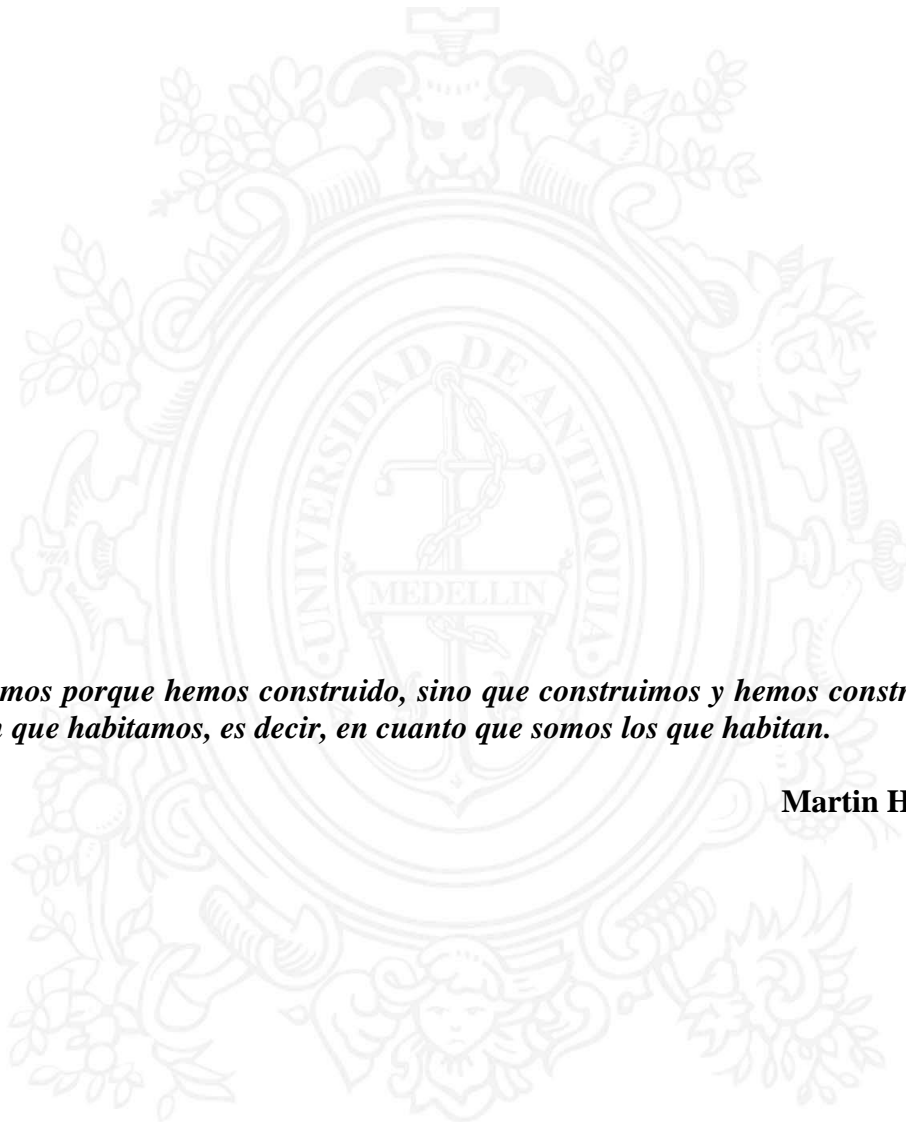 UNIVERSIDAD DE ANTIOQUIA
MEDELLIN
mos porque hemos construido, sino que construimos y hemos constr
que habitamos, es decir, en cuanto que somos los que habitan.
Martin H